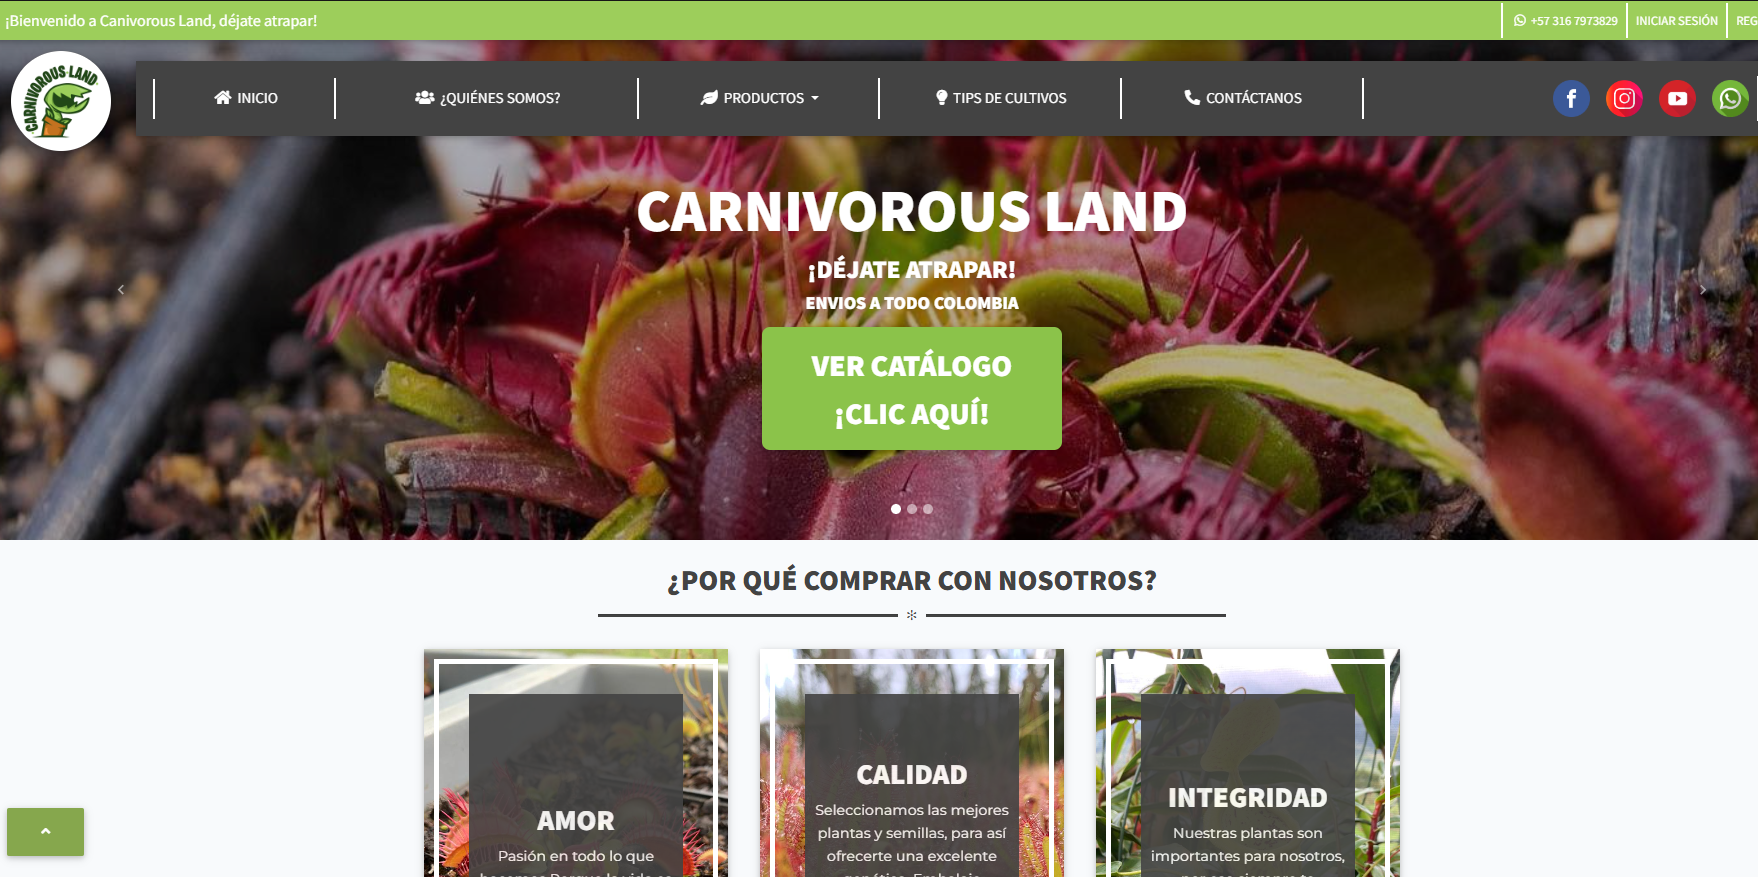 ¡Bienvenido a Canivorous Land, déjate atrapar!
+57 316 7973829
INICIAR SESIÓN
REG
CARNIVOROUS LAND
INICIO
¿QUIÉNES SOMOS?
PRODUCTOS
TIPS DE CULTIVOS
CONTÁCTANOS
CARNIVOROUS LAND
¡DÉJATE ATRAPAR!
ENVIOS A TODO COLOMBIA
VER CATÁLOGO
¡CLIC AQUÍ!
¿POR QUÉ COMPRAR CON NOSOTROS?
AMOR
Pasión en todo lo que
CALIDAD
Seleccionamos las mejores
plantas y semillas, para así
ofrecerte una excelente
INTEGRIDAD
Nuestras plantas son
importantes para nosotros,